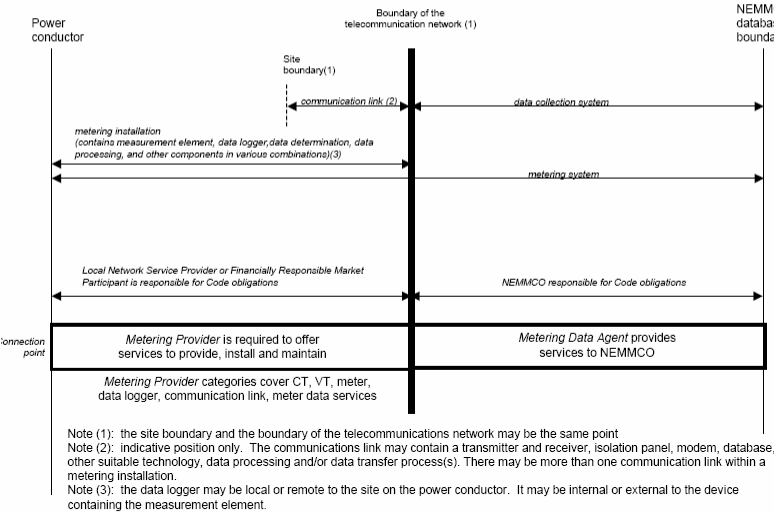 Power
conductor
Boundary of the
telecommunication network (1)
NEMM
databas
bounda
Site
boundary(1)
communication link (2)
data collection system
metering installation
(contains measurement element, data logger,data determination, data
processing, and other components in various combinations)(3)
metering system
Local Network Service Provider or Financially Responsible Market
Participant is responsible for Code obligations
NEMMCO responsible for Code obligations
onnection
point
Metering Provider is required to offer
services to provide, install and maintain
Metering Data Agent provides
services to NEMMCO
Metering Provider categories cover CT, VT, meter,
data logger, communication link, meter data services
Note (1): the site boundary and the boundary of the telecommunications network may be the same point
Note (2): indicative position only. The communications link may contain a transmitter and receiver, isolation panel, modem, database,
other suitable technology, data processing and/or data transfer process(s). There may be more than one communication link within a
metering installation.
Note (3): the data logger may be local or remote to the site on the power conductor. It may be internal or external to the device
containing the measurement element.